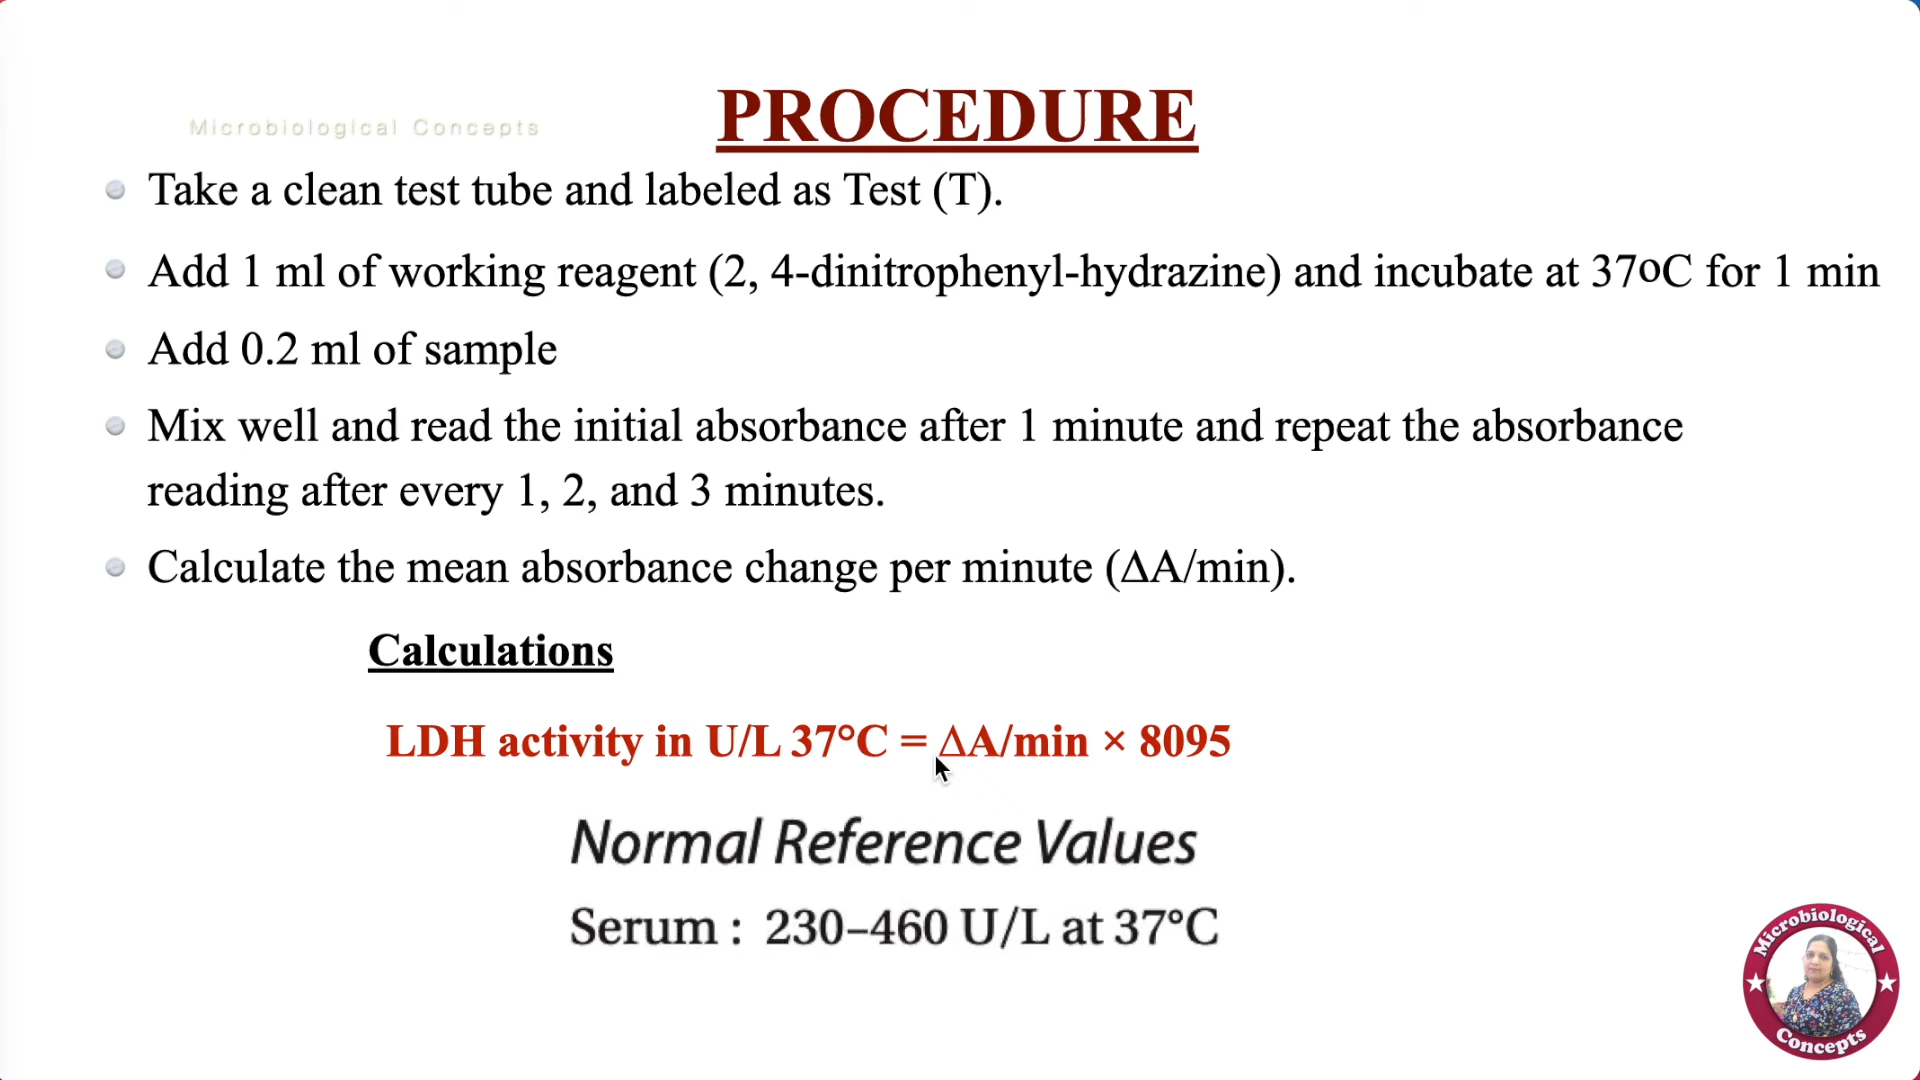 Microbiological Concepts
PROCEDURE
Take a clean test tube and labeled as Test (T).
Add 1 ml of working reagent (2, 4-dinitrophenyl-hydrazine) and incubate at 37oC for 1 min
Add 0.2 ml of sample
Mix well and read the initial absorbance after 1 minute and repeat the absorbance
reading after every 1, 2, and 3 minutes.
Calculate the mean absorbance change per minute (ΔA/min).
Calculations
LDH activity in U/L 37°C = ΔA/min × 8095
Normal Reference Values
Serum : 230–460 U/L at 37°C
Microbiological
Concepts